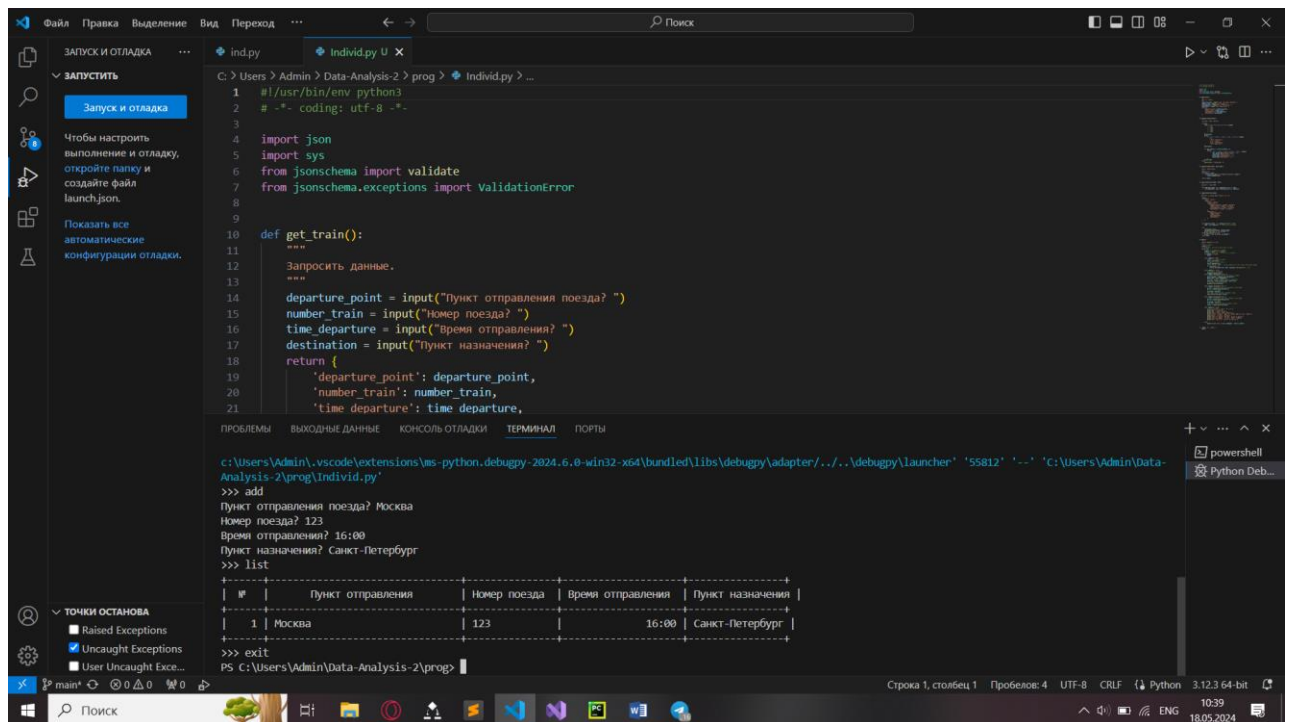 Файл Правка Выделение Вид Переход ··· Поиск
ЗАПУСК И ОТЛАДКА ···
ЗАПУСТИТЬ
Запуск и отладка
Чтобы настроить
выполнение и отладку,
откройте папку и
создайте файл
launch.json.
Показать все
автоматические
конфигурации отладки.
ТОЧКИ ОСТАНОВА
Raised Exceptions
Uncaught Exceptions
User Uncaught Exce...
ind.py Individ.py U
C: > Users > Admin > Data-Analysis-2 > prog > Individ.py > ...
1 #!/usr/bin/env python3
2 # -*- coding: utf-8 -*-
3
4 import json
5 import sys
6 from jsonschema import validate
7 from jsonschema.exceptions import ValidationError
8
9
10 def get_train():
11 """
12 Запросить данные.
13 """
14 departure_point = input("Пункт отправления поезда? ")
15 number_train = input("Номер поезда? ")
16 time_departure = input("Время отправления? ")
17 destination = input("Пункт назначения? ")
18 return {
19 'departure_point': departure_point,
20 'number_train': number_train,
21 'time_departure': time_departure,
ПРОБЛЕМЫ ВЫХОДНЫЕ ДАННЫЕ КОНСОЛЬ ОТЛАДКИ ТЕРМИНАЛ ПОРТЫ
powershell
Python Deb...
c:\Users\Admin\.vscode\extensions\ms-python.debugpy-2024.6.0-win32-x64\bundled\libs\debugpy\adapter/../..\debugpy\launcher' '55812' '--' 'C:\Users\Admin\Data-
Analysis-2\prog\Individ.py'
>>> add
Пункт отправления поезда? Москва
Номер поезда? 123
Время отправления? 16:00
Пункт назначения? Санкт-Петербург
>>> list
+------+--------------------------------+---------------+--------------------+----------------+
| № | Пункт отправления | Номер поезда | Время отправления | Пункт назначения |
+------+--------------------------------+---------------+--------------------+----------------+
| 1 | Москва | 123 | 16:00 | Санкт-Петербург |
+------+--------------------------------+---------------+--------------------+----------------+
>>> exit
PS C:\Users\Admin\Data-Analysis-2\prog>
main* 0 0 0 Строка 1, столбец 1 Пробелов: 4 UTF-8 CRLF Python 3.12.3 64-bit
Поиск ENG 10:39
18.05.2024